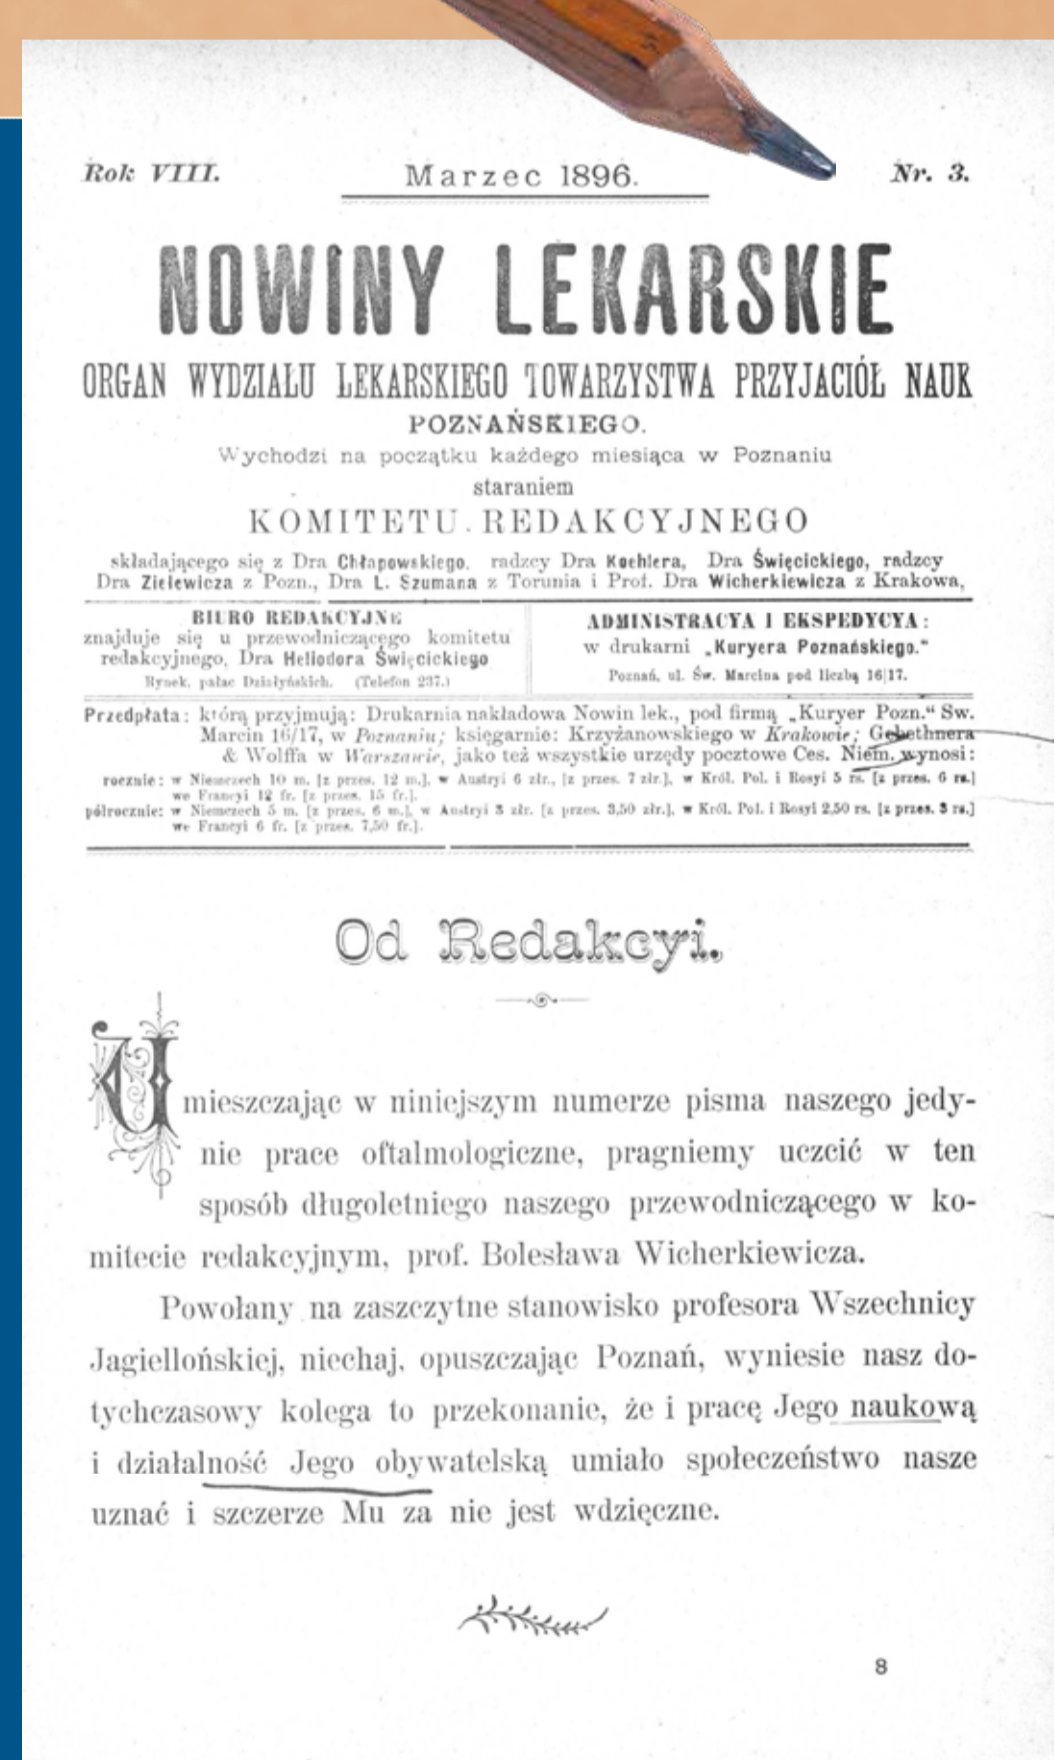 Rok VIII. Marzec 1896. Nr. 3.
NOWINY LEKARSKIE
ORGAN WYDZIAŁU LEKARSKIEGO TOWARZYSTWA PRZYJACIÓŁ NAUK
POZNAŃSKIEGO.
Wychodzi na początku każdego miesiąca w Poznaniu
staraniem
KOMITETU REDAKCYJNEGO
składającego się z Dra Chłapowskiego, radzcy Dra Koehlera, Dra Święcickiego, radzcy
Dra Zielewicza z Pozn., Dra L. Szumana z Torunia i Prof. Dra Wicherkiewicza z Krakowa,
BIURO REDAKCYJNE
znajduje się u przewodniczącego komitetu
redakcyjnego, Dra Heliodora Święcickiego
Rynek, pałac Działyńskich. (Telefon 237.)
ADMINISTRACYA I EKSPEDYCYA:
w drukarni „Kuryera Poznańskiego.“
Poznań, ul. Św. Marcina pod liczbą 16|17.
Przedpłata: którą przyjmują: Drukarnia nakładowa Nowin lek., pod firmą „Kuryer Pozn.“ Sw.
Marcin 16/17, w Poznaniu; księgarnie: Krzyżanowskiego w Krakowie; Gebethnera
& Wolffa w Warszawie, jako też wszystkie urzędy pocztowe Ces. Niem. wynosi:
rocznie: w Niemczech 10 m. [z przes. 12 m.], w Austryi 6 złr., [z przes. 7 złr.], w Król. Pol. i Rosyi 5 rs. [z przes. 6 rs.]
we Francyi 12 fr. [z przes. 15 fr.].
półrocznie: w Niemczech 5 m. [z przes. 6 m.], w Austryi 3 złr. [z przes. 3,50 złr.], w Król. Pol. i Rosyi 2,50 rs. [z przes. 3 rs.]
we Francyi 6 fr. [z przes. 7,50 fr.].
Od Redakcyi.
Umieszczając w niniejszym numerze pisma naszego jedy-
nie prace oftalmologiczne, pragniemy uczcić w ten
sposób długoletniego naszego przewodniczącego w ko-
mitecie redakcyjnym, prof. Bolesława Wicherkiewicza.
Powołany na zaszczytne stanowisko profesora Wszechnicy
Jagiellońskiej, niechaj, opuszczając Poznań, wyniesie nasz do-
tychczasowy kolega to przekonanie, że i pracę Jego naukową
i działalność Jego obywatelską umiało społeczeństwo nasze
uznać i szczerze Mu za nie jest wdzięczne.
8